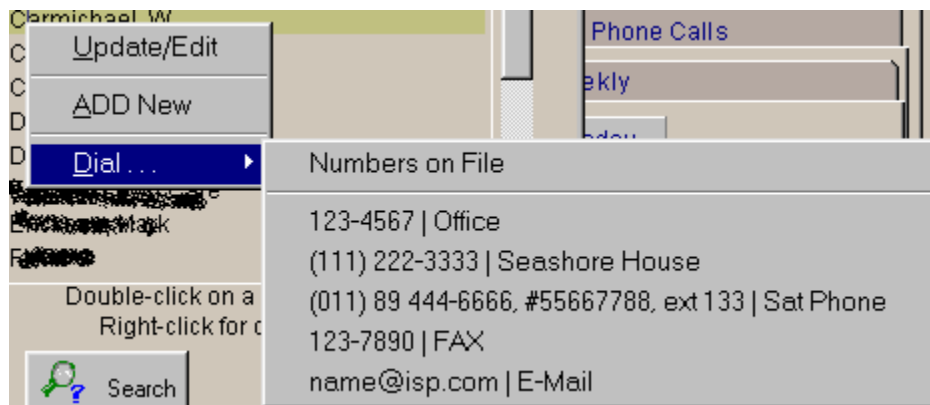 Carmichael, W
Update/Edit
ADD New
Dial . . .
Phone Calls
ekly
Numbers on File
123-4567 | Office
(111) 222-3333 | Seashore House
(011) 89 444-6666, #55667788, ext 133 | Sat Phone
123-7890 | FAX
name@isp.com | E-Mail
Mark
Double-click on a
Right-click for
Search